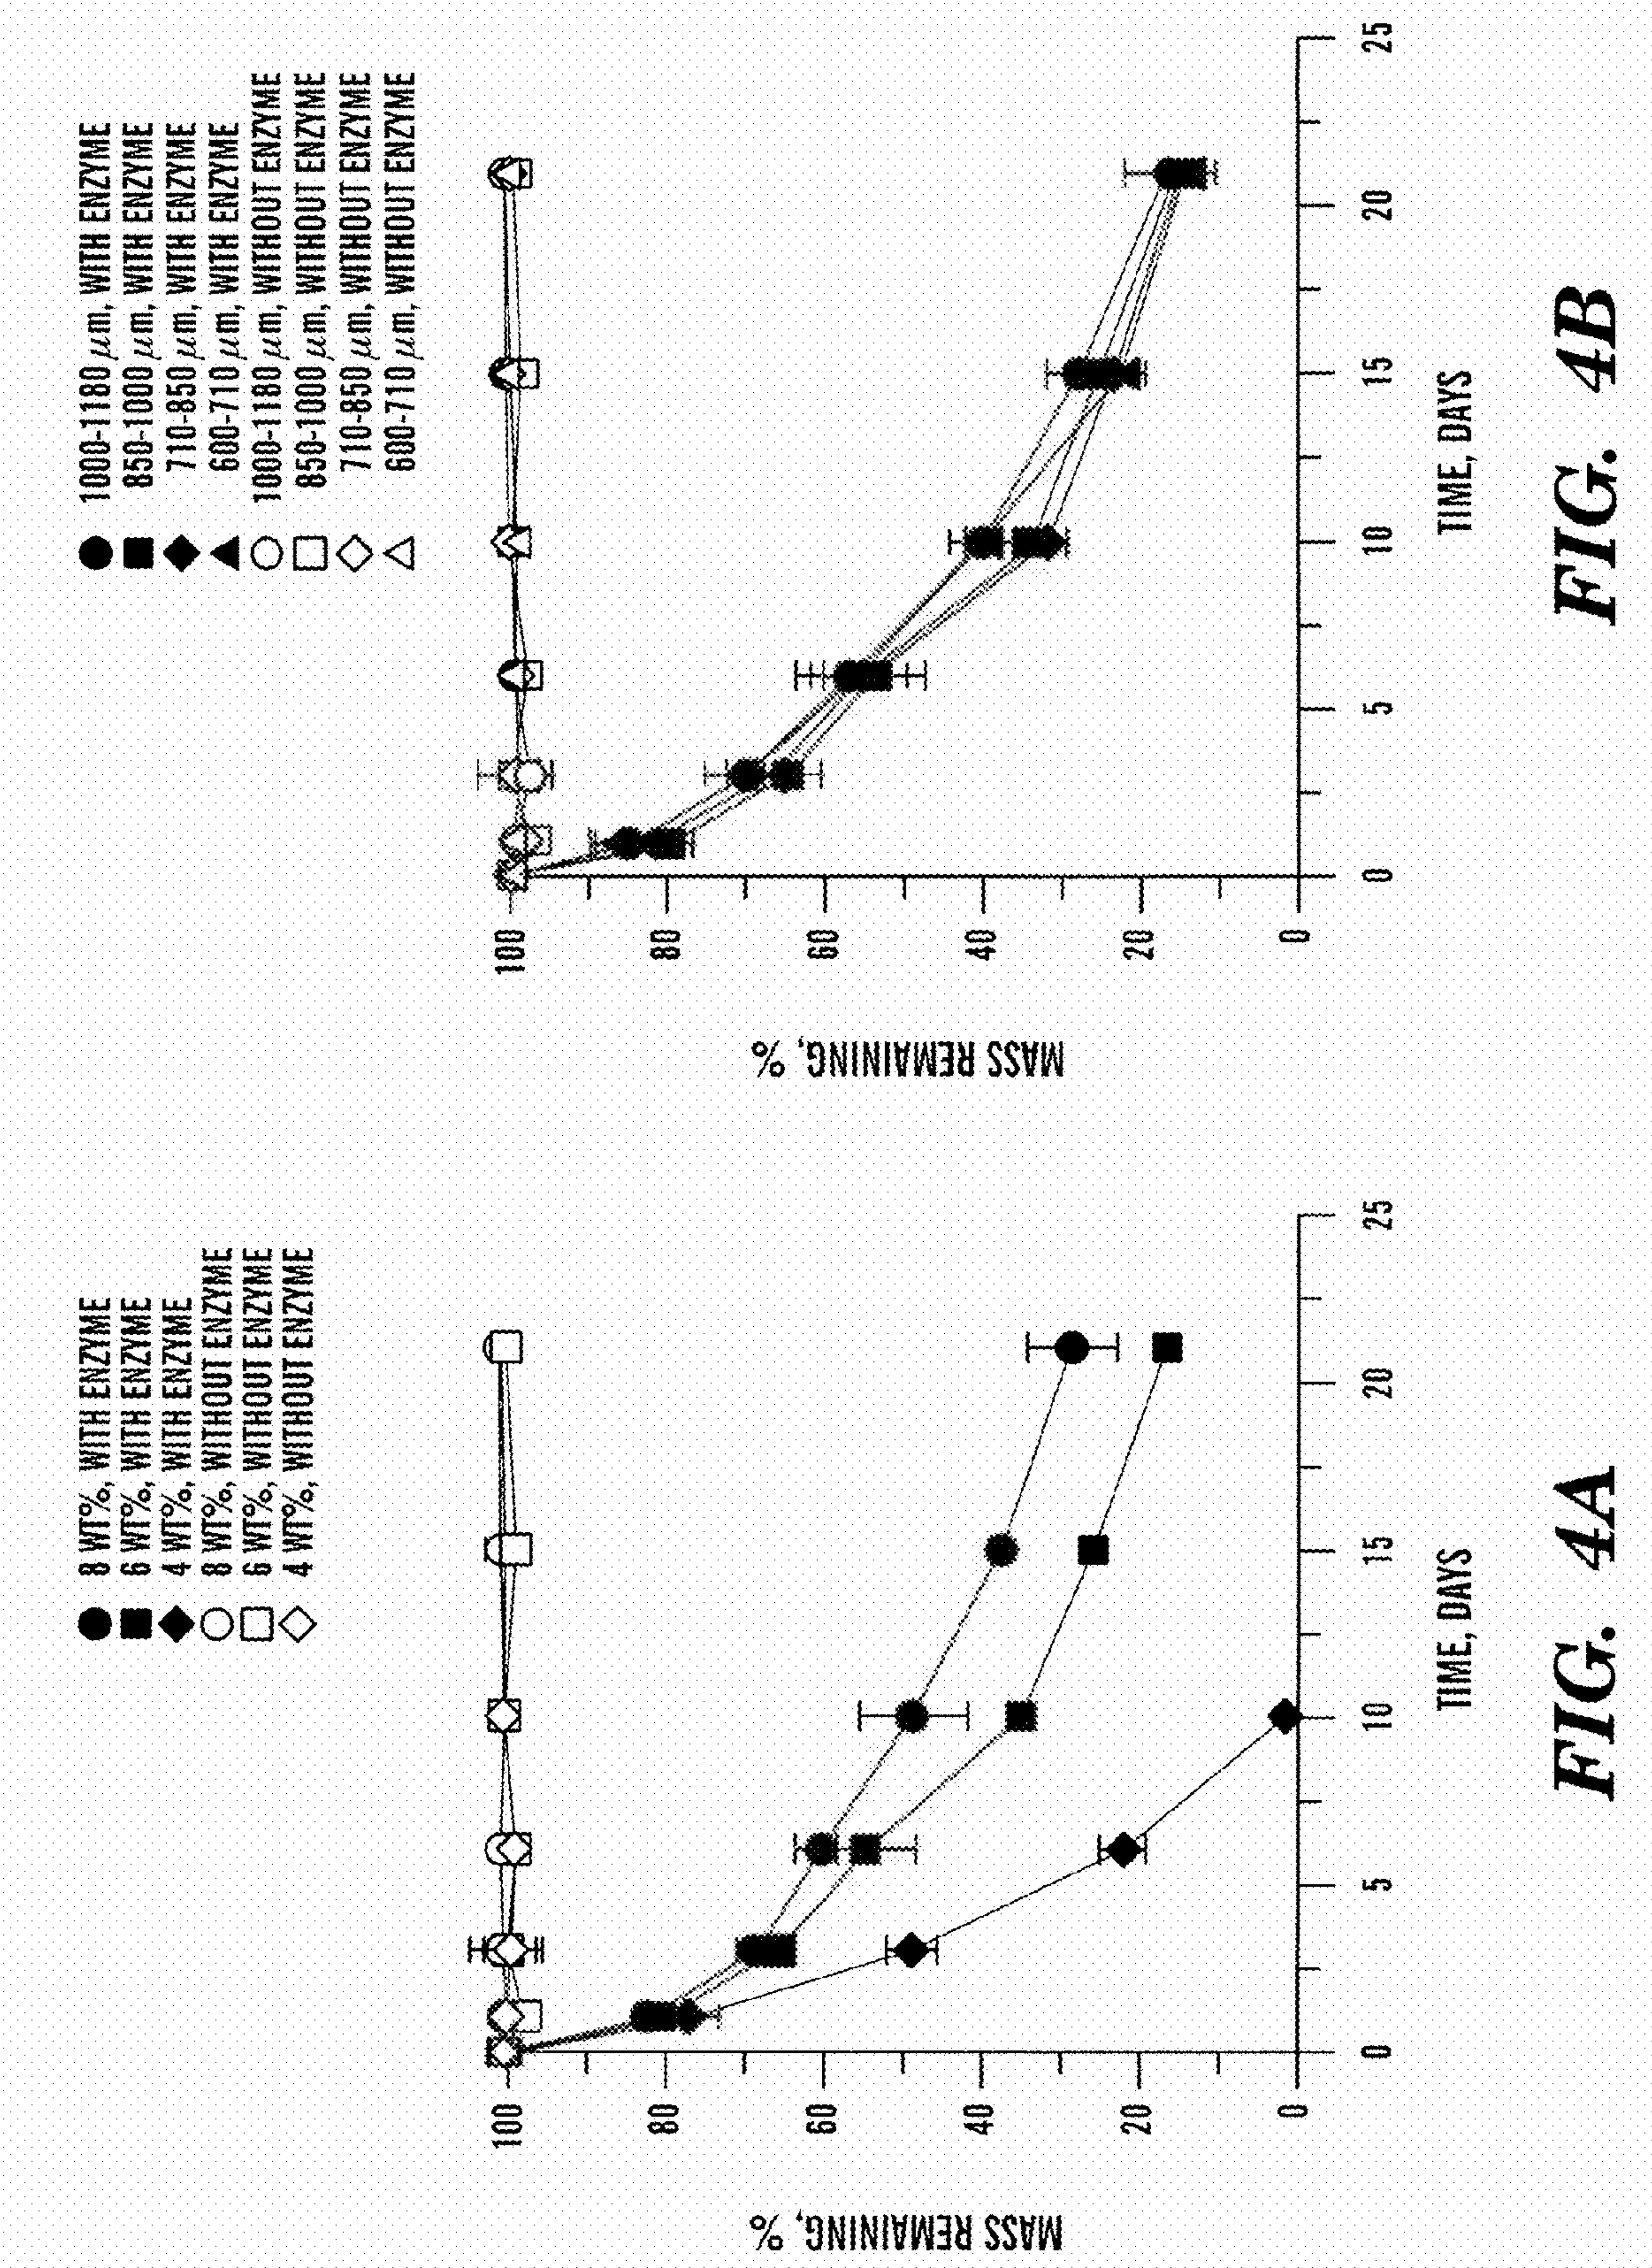 8 WT%, WITH ENZYME
6 WT%, WITH ENZYME
4 WT%, WITH ENZYME
8 WT%, WITHOUT ENZYME
6 WT%, WITHOUT ENZYME
4 WT%, WITHOUT ENZYME
MASS REMAINING, %
100
80
60
40
20
0
0
5
10
15
20
25
TIME, DAYS
FIG. 4A
1000-1180 μm, WITH ENZYME
850-1000 μm, WITH ENZYME
710-850 μm, WITH ENZYME
600-710 μm, WITH ENZYME
1000-1180 μm, WITHOUT ENZYME
850-1000 μm, WITHOUT ENZYME
710-850 μm, WITHOUT ENZYME
600-710 μm, WITHOUT ENZYME
MASS REMAINING, %
100
80
60
40
20
0
0
5
10
15
20
25
TIME, DAYS
FIG. 4B